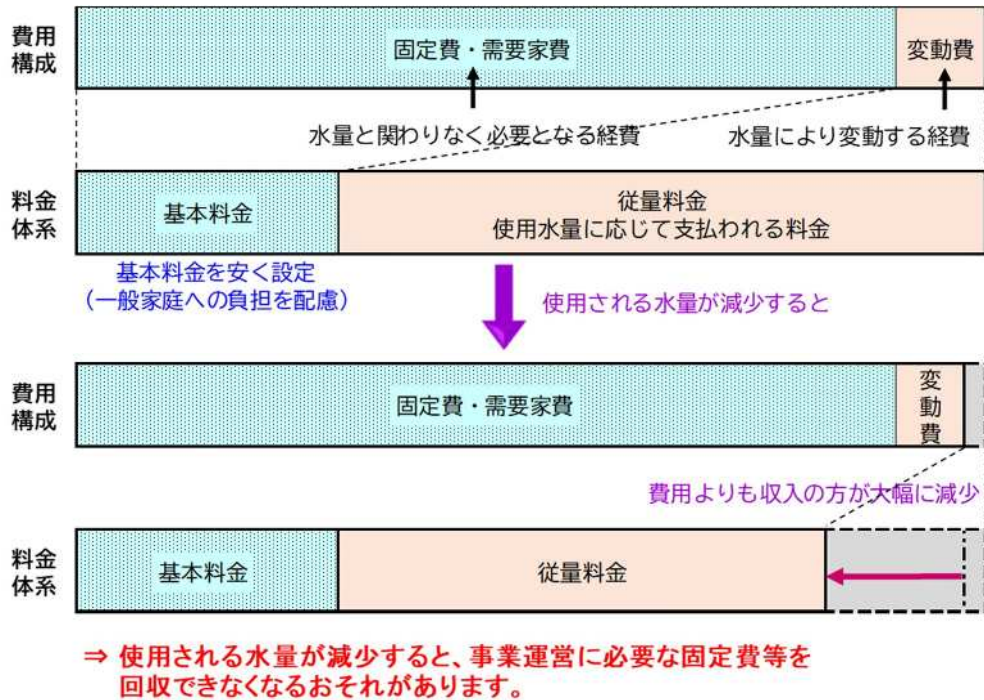 費用
構成
固定費・需要家費
変動費
水量と関わりなく必要となる経費
水量により変動する経費
料金
体系
基本料金
従量料金
使用水量に応じて支払われる料金
基本料金を安く設定
(一般家庭への負担を配慮)
使用される水量が減少すると
費用
構成
固定費・需要家費
変
動
費
費用よりも収入の方が大幅に減少
料金
体系
基本料金
従量料金
⇒ 使用される水量が減少すると、事業運営に必要な固定費等を
回収できなくなるおそれがあります。